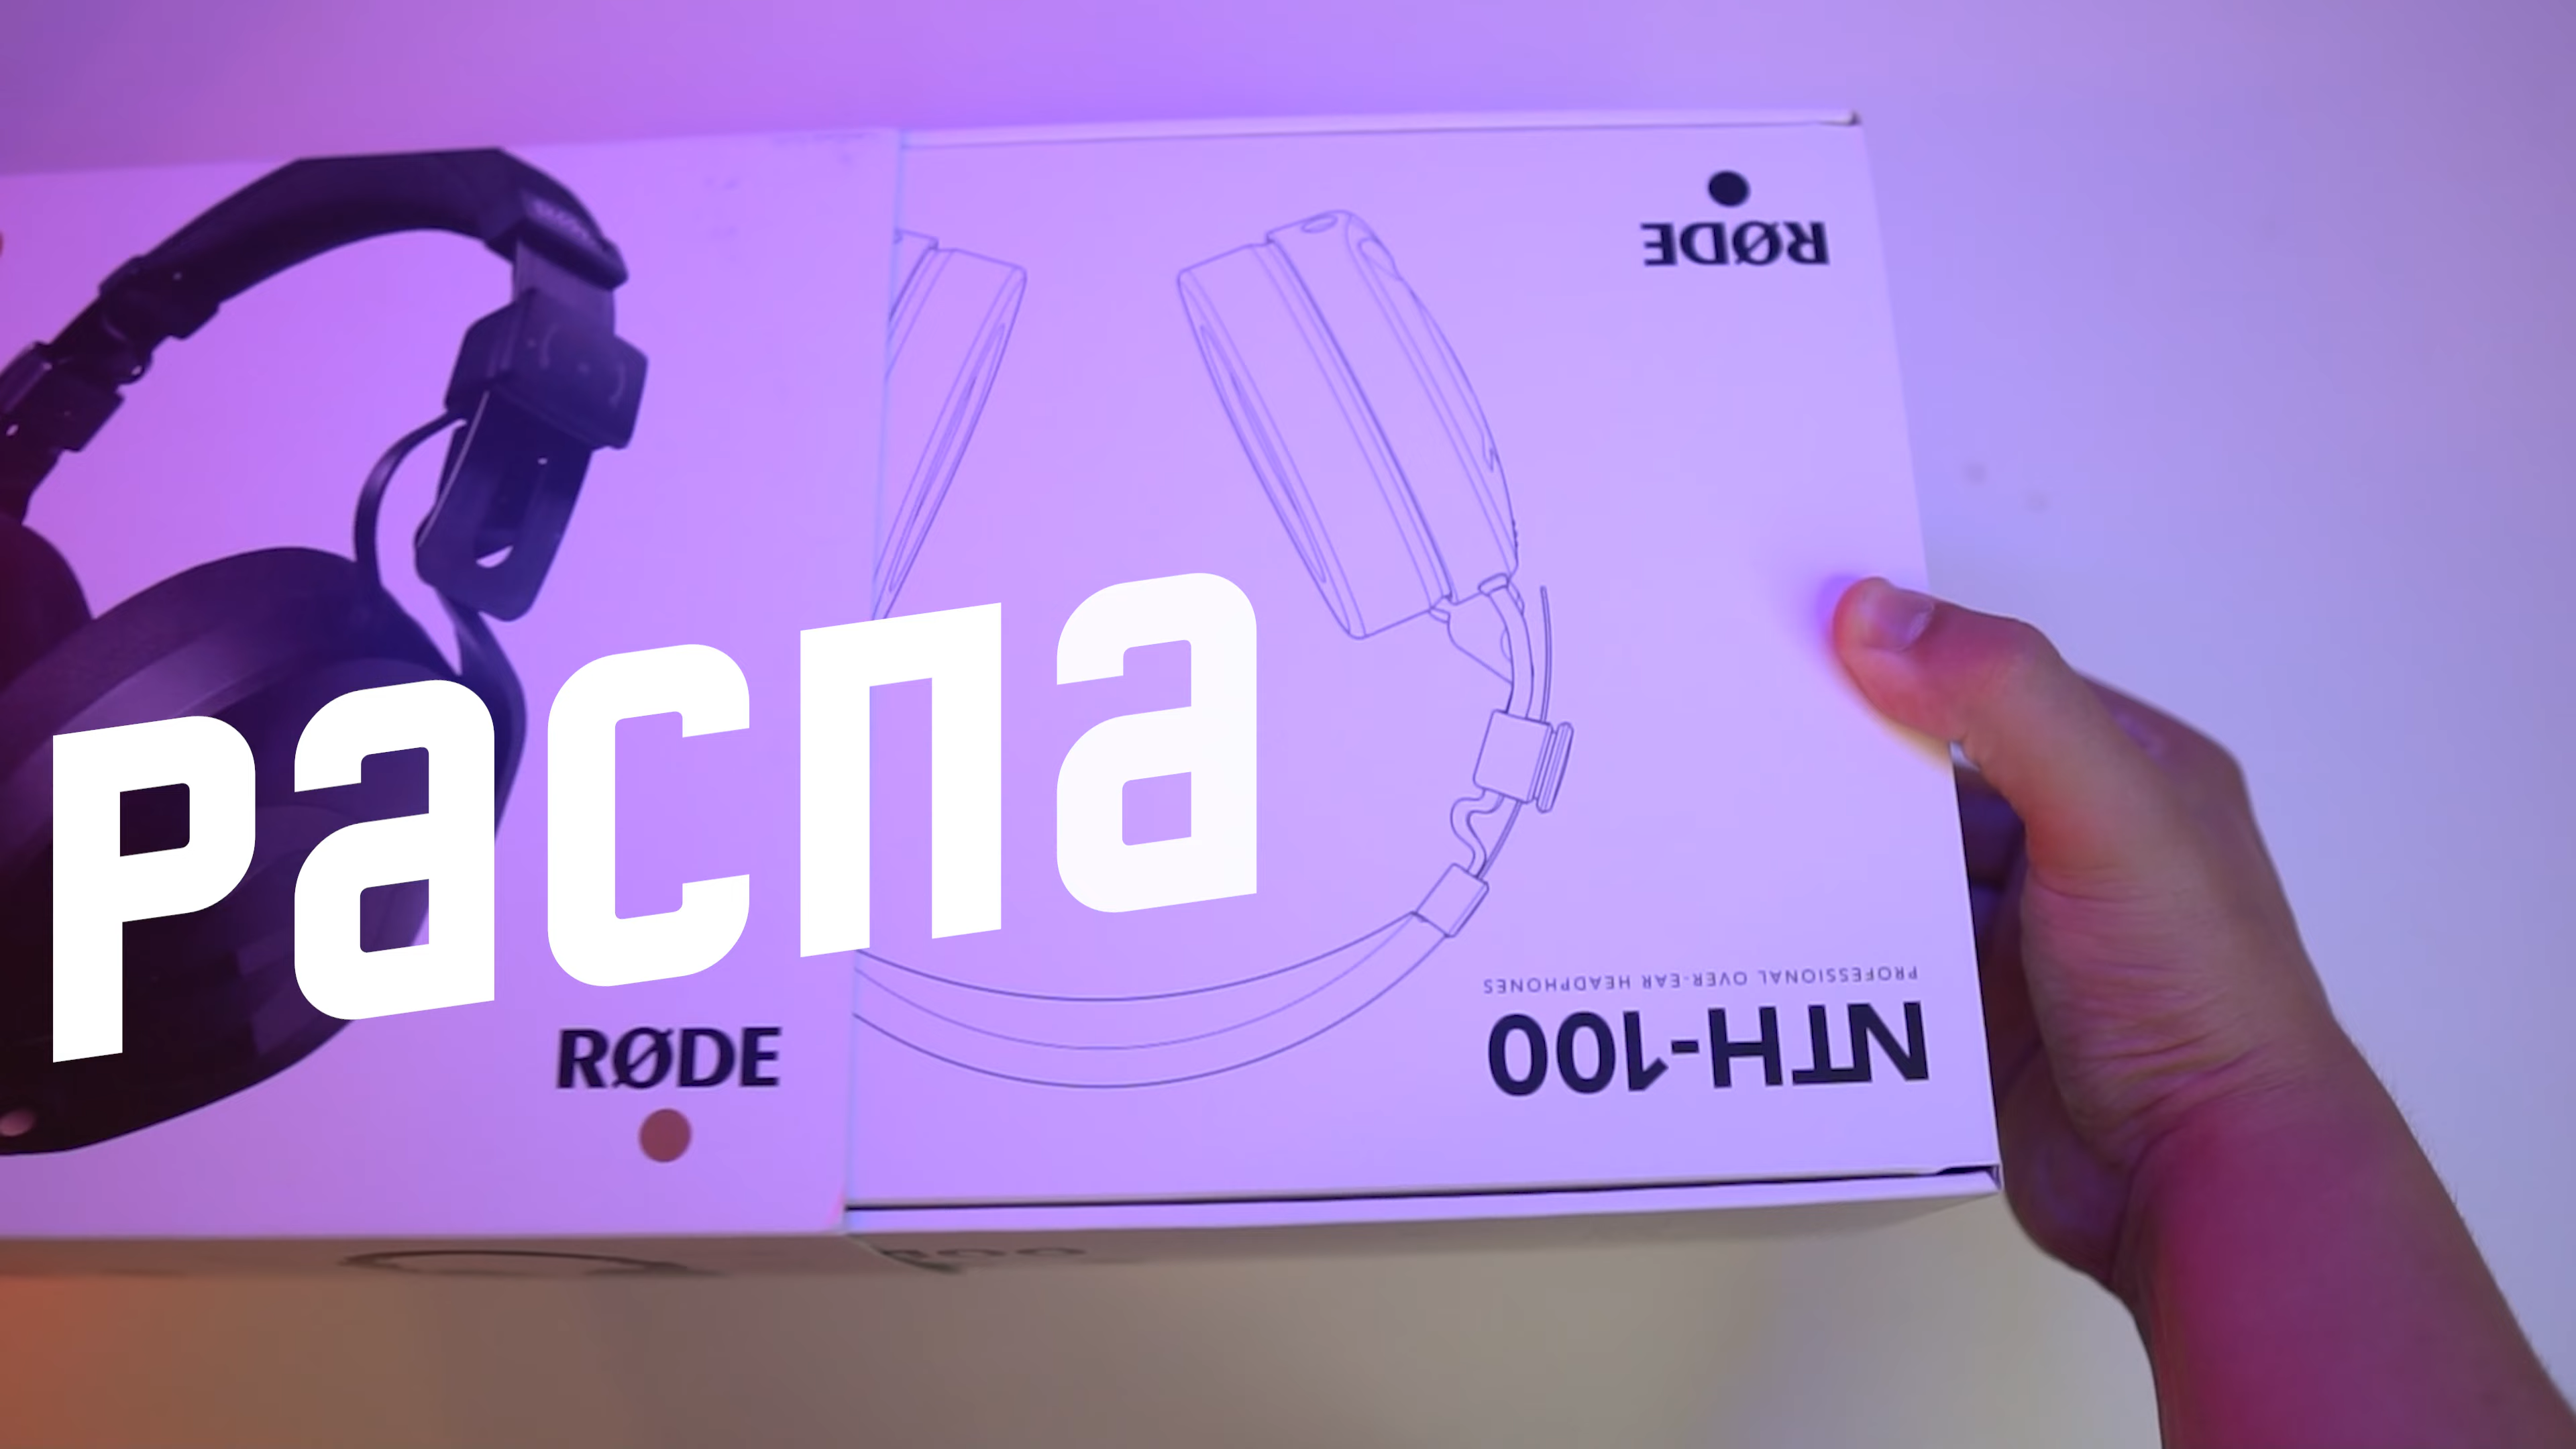 RØDE
распа
PROFESSIONAL OVER-EAR HEADPHONES
NTH-100
RØDE